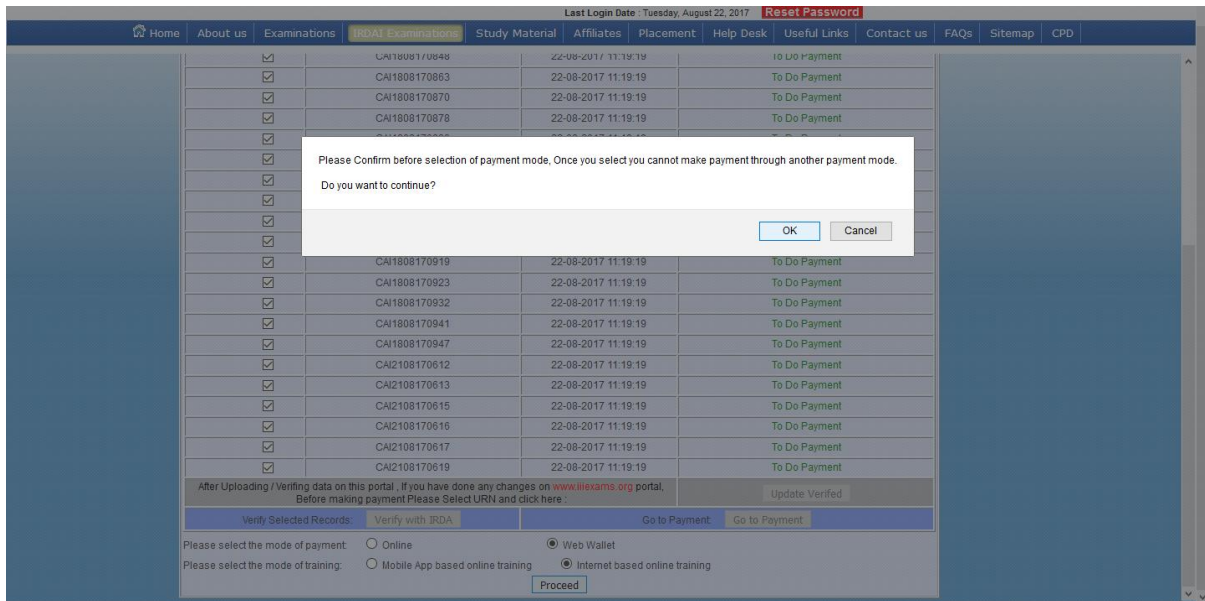 Last Login Date : Tuesday, August 22, 2017 Reset Password
Home About us Examinations IRDAI Examinations Study Material Affiliates Placement Help Desk Useful Links Contact us FAQs Sitemap CPD
CAI1808170848 22-08-2017 11:19:19 To Do Payment
CAI1808170863 22-08-2017 11:19:19 To Do Payment
CAI1808170870 22-08-2017 11:19:19 To Do Payment
CAI1808170878 22-08-2017 11:19:19 To Do Payment
Please Confirm before selection of payment mode, Once you select you cannot make payment through another payment mode.
Do you want to continue?
OK Cancel
CAI1808170919 22-08-2017 11:19:19 To Do Payment
CAI1808170923 22-08-2017 11:19:19 To Do Payment
CAI1808170932 22-08-2017 11:19:19 To Do Payment
CAI1808170941 22-08-2017 11:19:19 To Do Payment
CAI1808170947 22-08-2017 11:19:19 To Do Payment
CAI2108170612 22-08-2017 11:19:19 To Do Payment
CAI2108170613 22-08-2017 11:19:19 To Do Payment
CAI2108170615 22-08-2017 11:19:19 To Do Payment
CAI2108170616 22-08-2017 11:19:19 To Do Payment
CAI2108170617 22-08-2017 11:19:19 To Do Payment
CAI2108170619 22-08-2017 11:19:19 To Do Payment
After Uploading / Verifing data on this portal , If you have done any changes on www.iiiexams.org portal,
Before making payment Please Select URN and click here : Update Verifed
Verify Selected Records: Verify with IRDA Go to Payment: Go to Payment
Please select the mode of payment: Online Web Wallet
Please select the mode of training: Mobile App based online training Internet based online training
Proceed